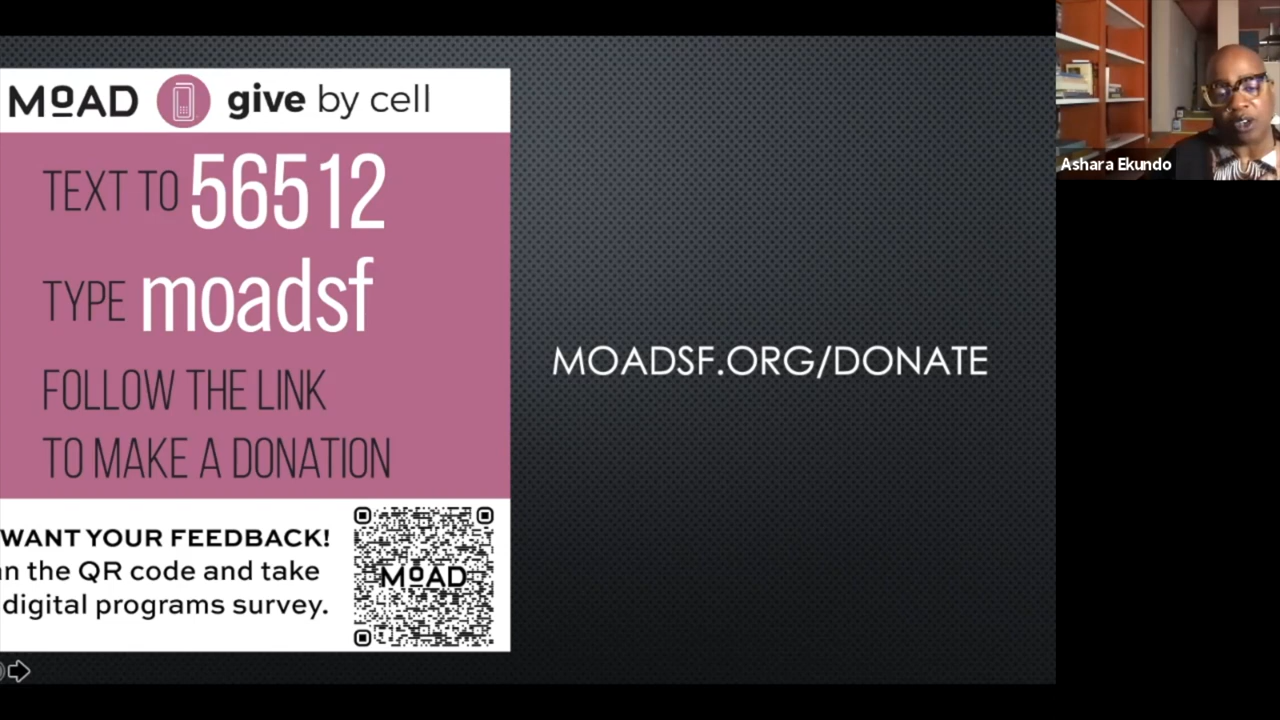 MOAD give by cell
TEXT TO 56512
TYPE moadsf
FOLLOW THE LINK
TO MAKE A DONATION
WANT YOUR FEEDBACK!
the QR code and take
digital programs survey.
MOAD
MOADSF.ORG/DONATE
Ashara Ekundo